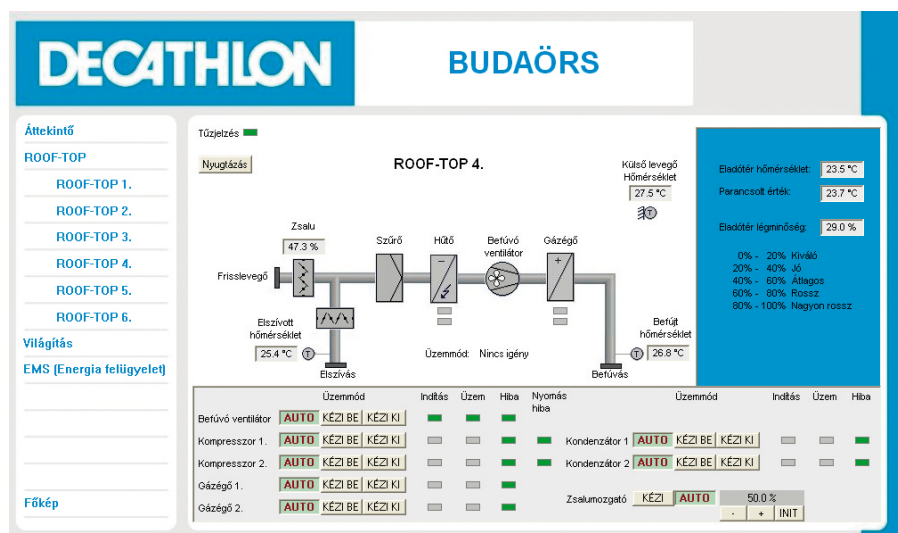 DECATHLON
BUDAÖRS
Áttekintő
ROOF-TOP
ROOF-TOP 1.
ROOF-TOP 2.
ROOF-TOP 3.
ROOF-TOP 4.
ROOF-TOP 5.
ROOF-TOP 6.
Világítás
EMS (Energia felügyelet)
Főkép
Tűzjelzés
Nyugtázás
ROOF-TOP 4.
Külső levegő
Hőmérséklet
27.5 °C
T
Zsalu
47.3 %
Szűrő
Hűtő
Befúvó
ventilátor
Gázégő
Frisslevegő
Elszívott
hőmérséklet
25.4 °C
T
Elszívás
Üzemmód: Nincs igény
Befújt
hőmérséklet
T
26.8 °C
Befúvás
Eladótér hőmérséklet: 23.5 °C
Parancsolt érték: 23.7 °C
Eladótér légminőség: 29.0 %
0% - 20% Kiváló
20% - 40% Jó
40% - 60% Átlagos
60% - 80% Rossz
80% - 100% Nagyon rossz
Üzemmód Indítás Üzem Hiba Nyomás
hiba
Befúvó ventilátor AUTO KÉZI BE KÉZI KI
Kompresszor 1. AUTO KÉZI BE KÉZI KI
Kompresszor 2. AUTO KÉZI BE KÉZI KI
Gázégő 1. AUTO KÉZI BE KÉZI KI
Gázégő 2. AUTO KÉZI BE KÉZI KI
Üzemmód Indítás Üzem Hiba
Kondenzátor 1 AUTO KÉZI BE KÉZI KI
Kondenzátor 2 AUTO KÉZI BE KÉZI KI
Zsalumozgató KÉZI AUTO 50.0 %
- + INIT